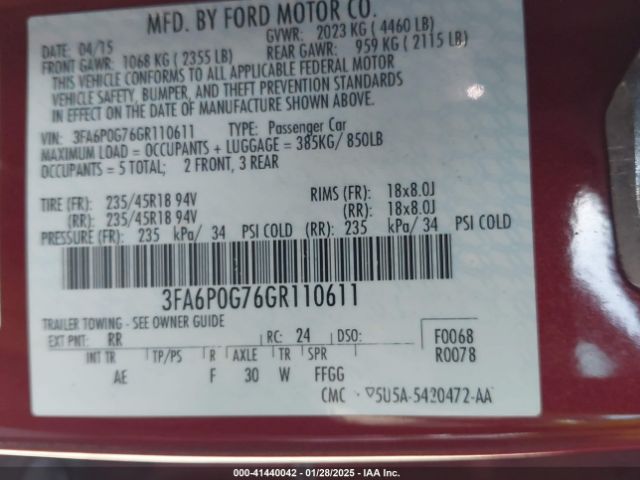 MFD. BY FORD MOTOR CO.
DATE: 04/15 GVWR: 2023 KG (4460 LB)
FRONT GAWR: 1068 KG (2355 LB) REAR GAWR: 959 KG (2115 LB)
THIS VEHICLE CONFORMS TO ALL APPLICABLE FEDERAL MOTOR
VEHICLE SAFETY, BUMPER, AND THEFT PREVENTION STANDARDS
IN EFFECT ON THE DATE OF MANUFACTURE SHOWN ABOVE.
VIN: 3FA6P0G76GR110611 TYPE: Passenger Car
MAXIMUM LOAD = OCCUPANTS + LUGGAGE = 385KG/ 850LB
OCCUPANTS = 5 TOTAL; 2 FRONT, 3 REAR
TIRE (FR): 235/45R18 94V RIMS (FR): 18x8.0J
(RR): 235/45R18 94V (RR): 18x8.0J
PRESSURE (FR): 235 kPa/ 34 PSI COLD (RR): 235 kPa/ 34 PSI COLD
3FA6P0G76GR110611
TRAILER TOWING - SEE OWNER GUIDE
EXT PNT: RR RC: 24 DSO: F0068
INT TR TP/PS R AXLE TR SPR R0078
AE F 30 W FFGG
CMC ▽5U5A-5420472-AA
000-41440042 / 01/28/2025 / IAA Inc.